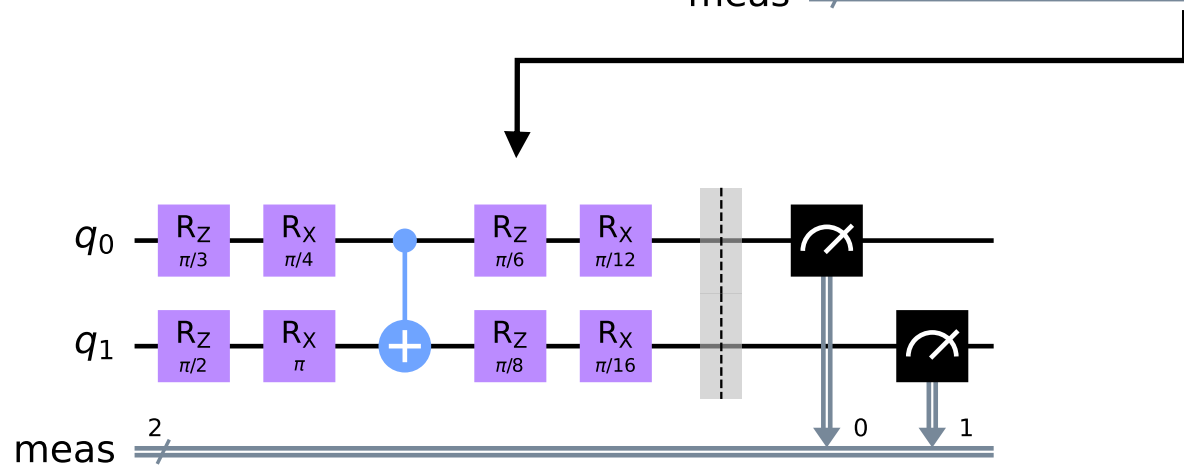 meas
q0 RZ π/3 RX π/4 RZ π/6 RX π/12
q1 RZ π/2 RX π RZ π/8 RX π/16
meas 2 0 1